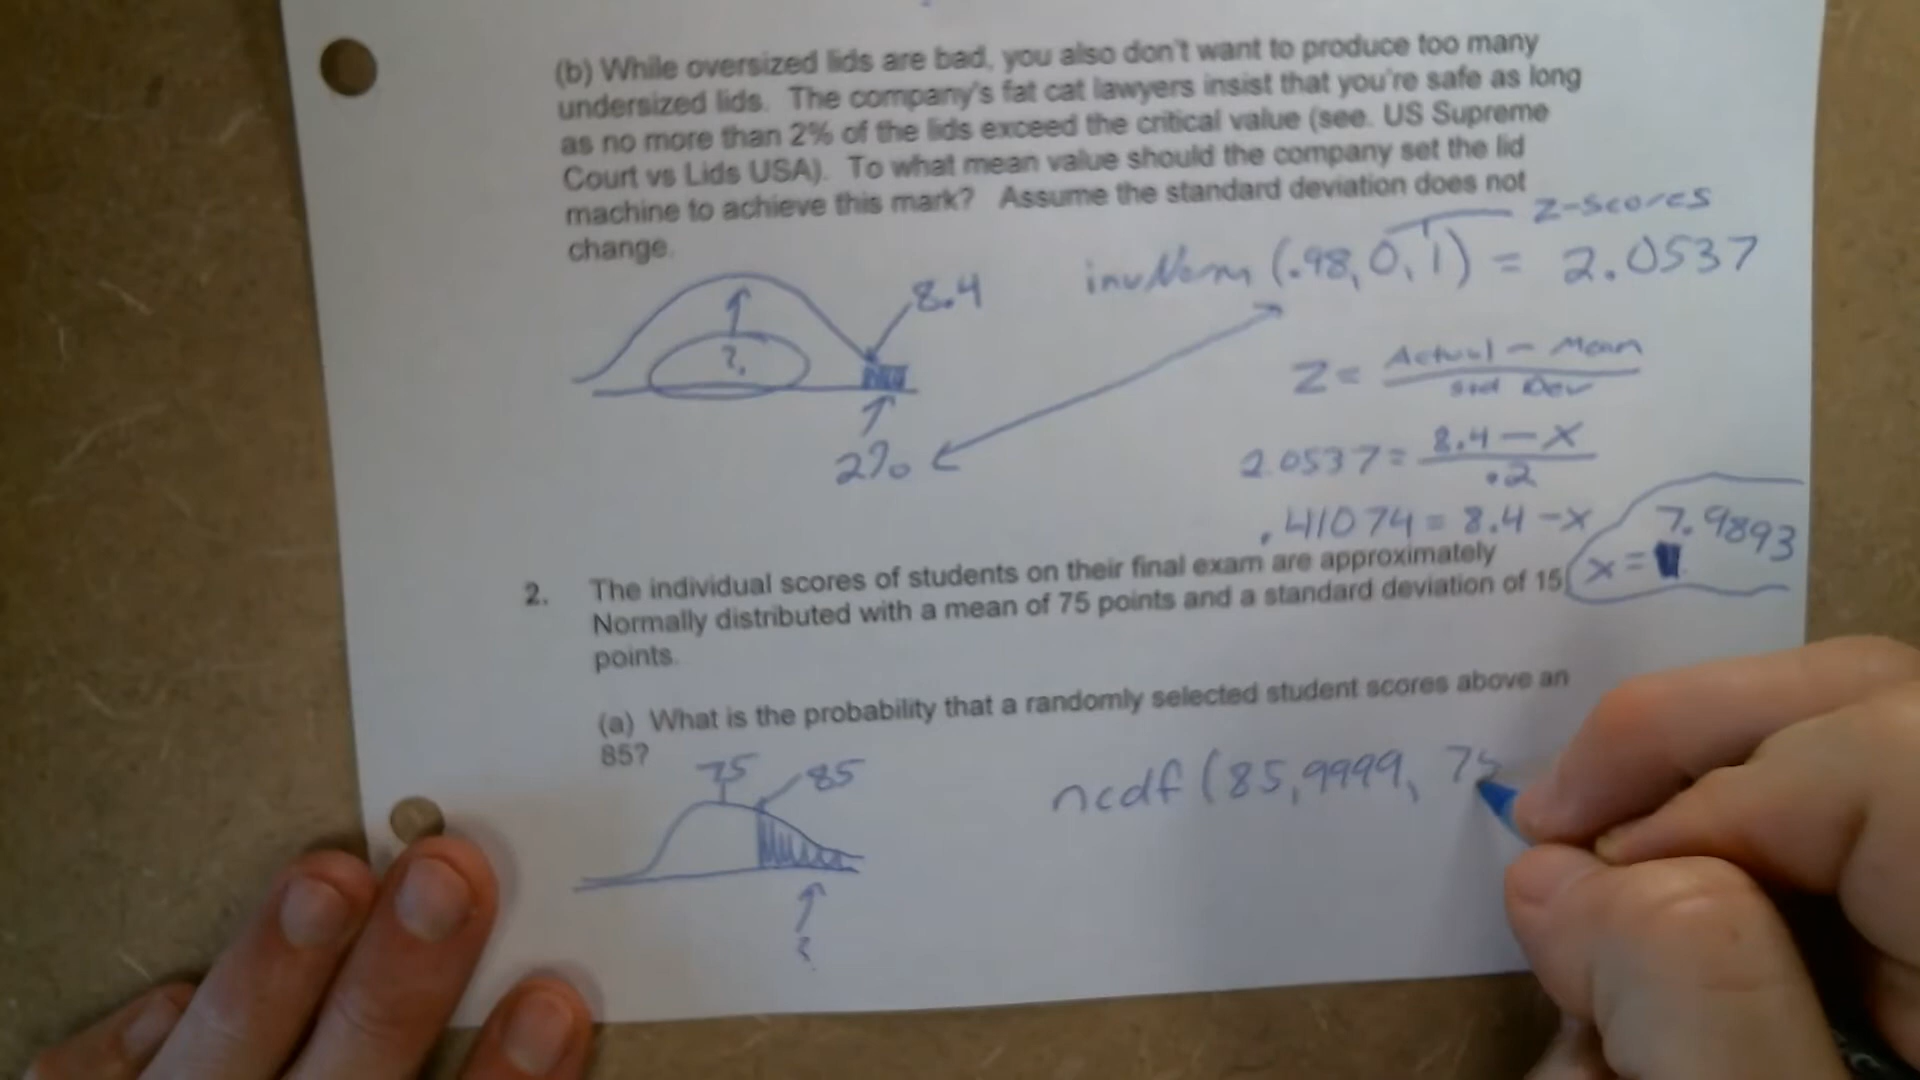 (b) While oversized lids are bad, you also don't want to produce too many
undersized lids. The company's fat cat lawyers insist that you're safe as long
as no more than 2% of the lids exceed the critical value (see. US Supreme
Court vs Lids USA). To what mean value should the company set the lid
machine to achieve this mark? Assume the standard deviation does not
change.
z-scores
invNorm (.98, 0, 1) = 2.0537
8.4
?
2%
Z = Actual - Mean
Std Dev
2.0537 = 8.4 - x
.2
.41074 = 8.4 - x
x = 7.9893
2. The individual scores of students on their final exam are approximately
Normally distributed with a mean of 75 points and a standard deviation of 15
points.
(a) What is the probability that a randomly selected student scores above an
85?
75 85
?
ncdf (85, 9999, 75